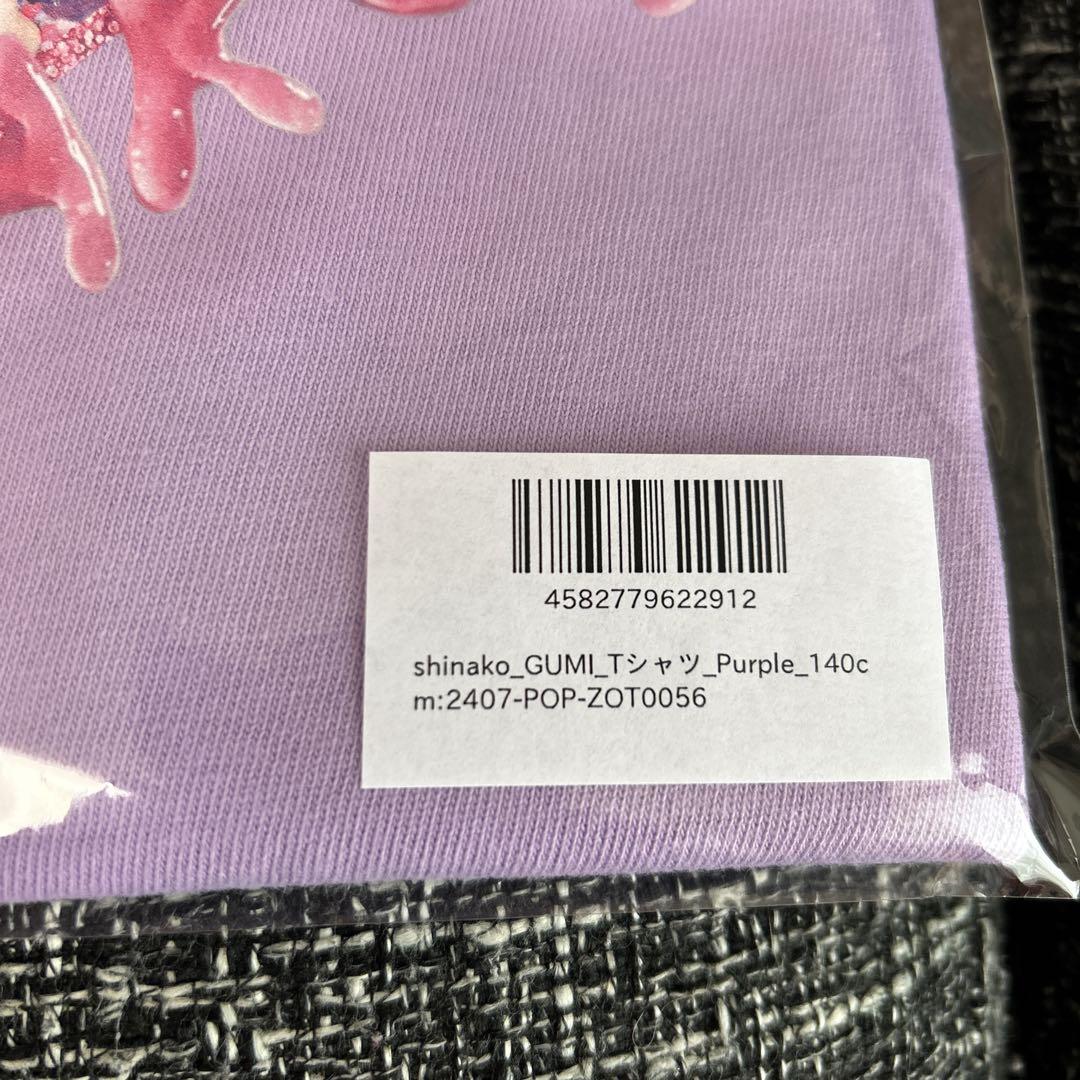 4582779622912
shinako_GUMI_Tシャツ_Purple_140c
m:2407-POP-ZOT0056